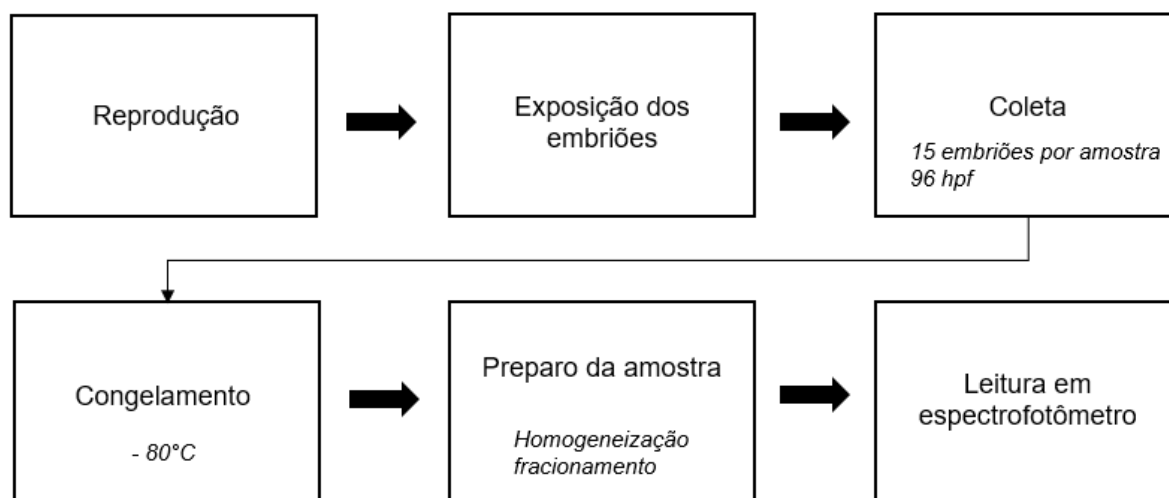 Reprodução
Exposição dos
embriões
Coleta
15 embriões por amostra
96 hpf
Congelamento
- 80°C
Preparo da amostra
Homogeneização
fracionamento
Leitura em
espectrofotômetro